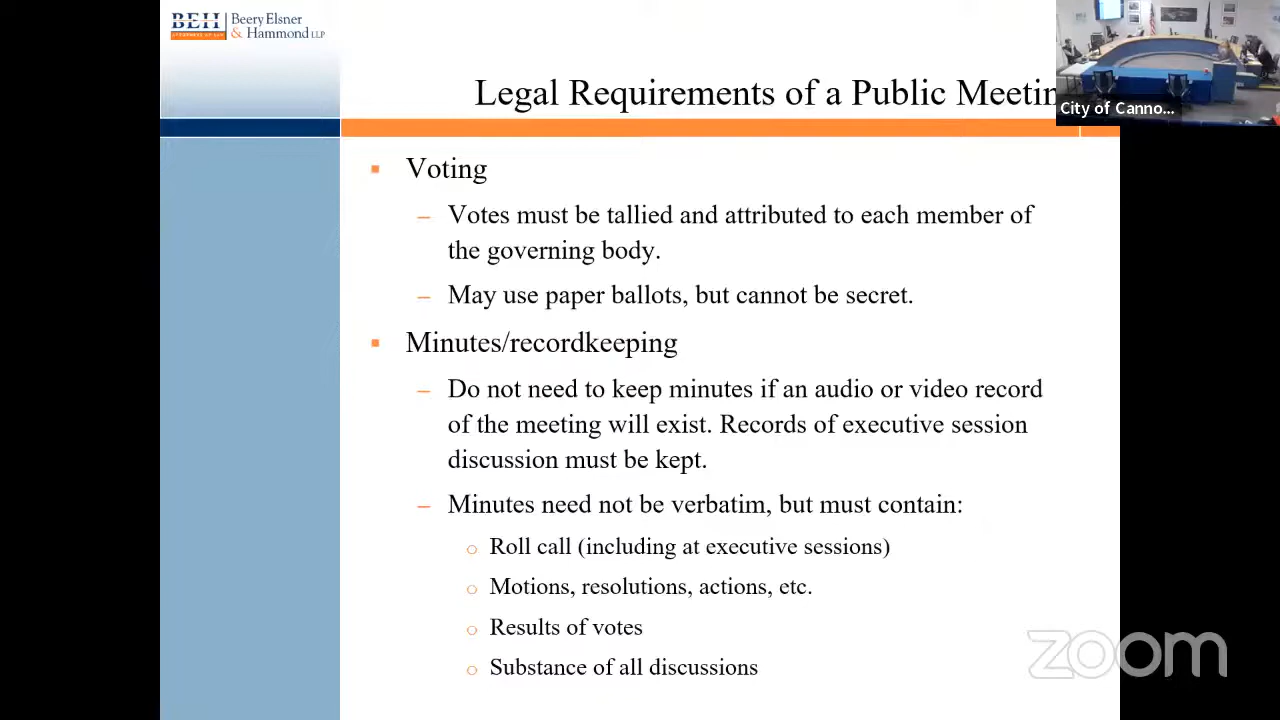 BEH
Beery Elsner
& Hammond LLP
ATTORNEYS AT LAW
Legal Requirements of a Public Meetin
City of Canno...
Voting
– Votes must be tallied and attributed to each member of
the governing body.
– May use paper ballots, but cannot be secret.
Minutes/recordkeeping
– Do not need to keep minutes if an audio or video record
of the meeting will exist. Records of executive session
discussion must be kept.
– Minutes need not be verbatim, but must contain:
o Roll call (including at executive sessions)
o Motions, resolutions, actions, etc.
o Results of votes
o Substance of all discussions
zoom